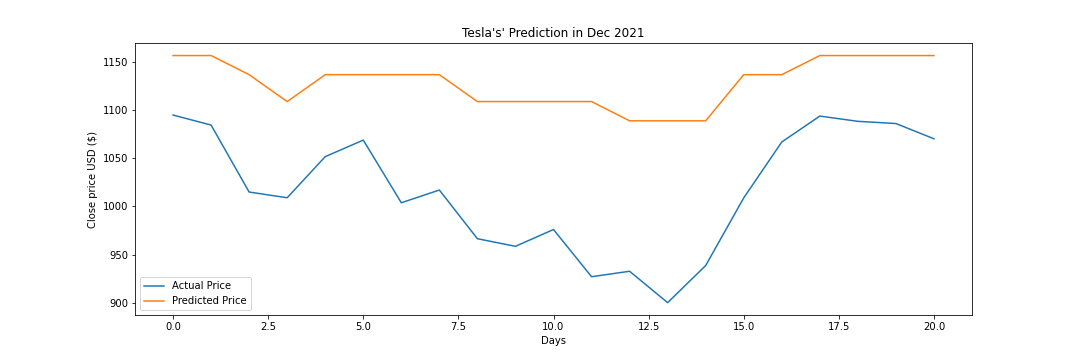 Tesla's' Prediction in Dec 2021
1150
1100
1050
1000
950
900
Close price USD ($)
Actual Price
Predicted Price
0.0 2.5 5.0 7.5 10.0 12.5 15.0 17.5 20.0
Days